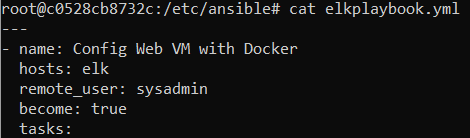 root@c0528cb8732c:/etc/ansible# cat elkplaybook.yml
---
- name: Config Web VM with Docker
  hosts: elk
  remote_user: sysadmin
  become: true
  tasks: